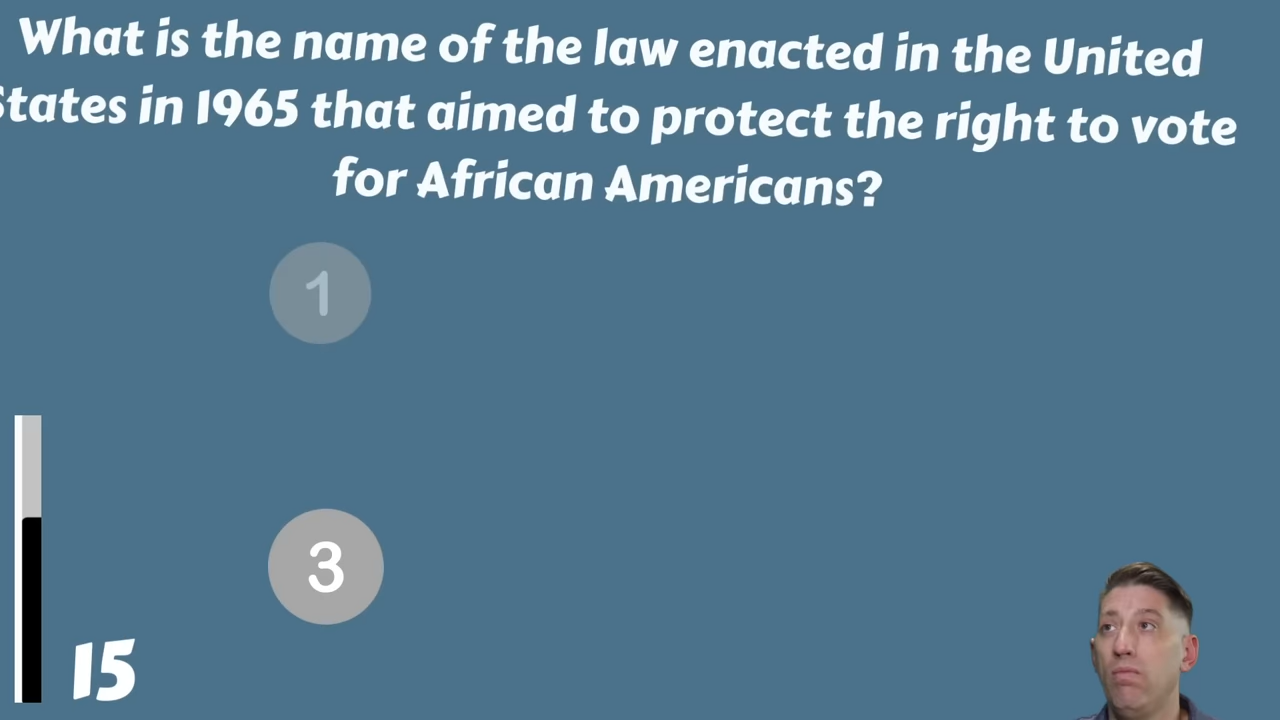 What is the name of the law enacted in the United
States in 1965 that aimed to protect the right to vote
for African Americans?
1
3
15